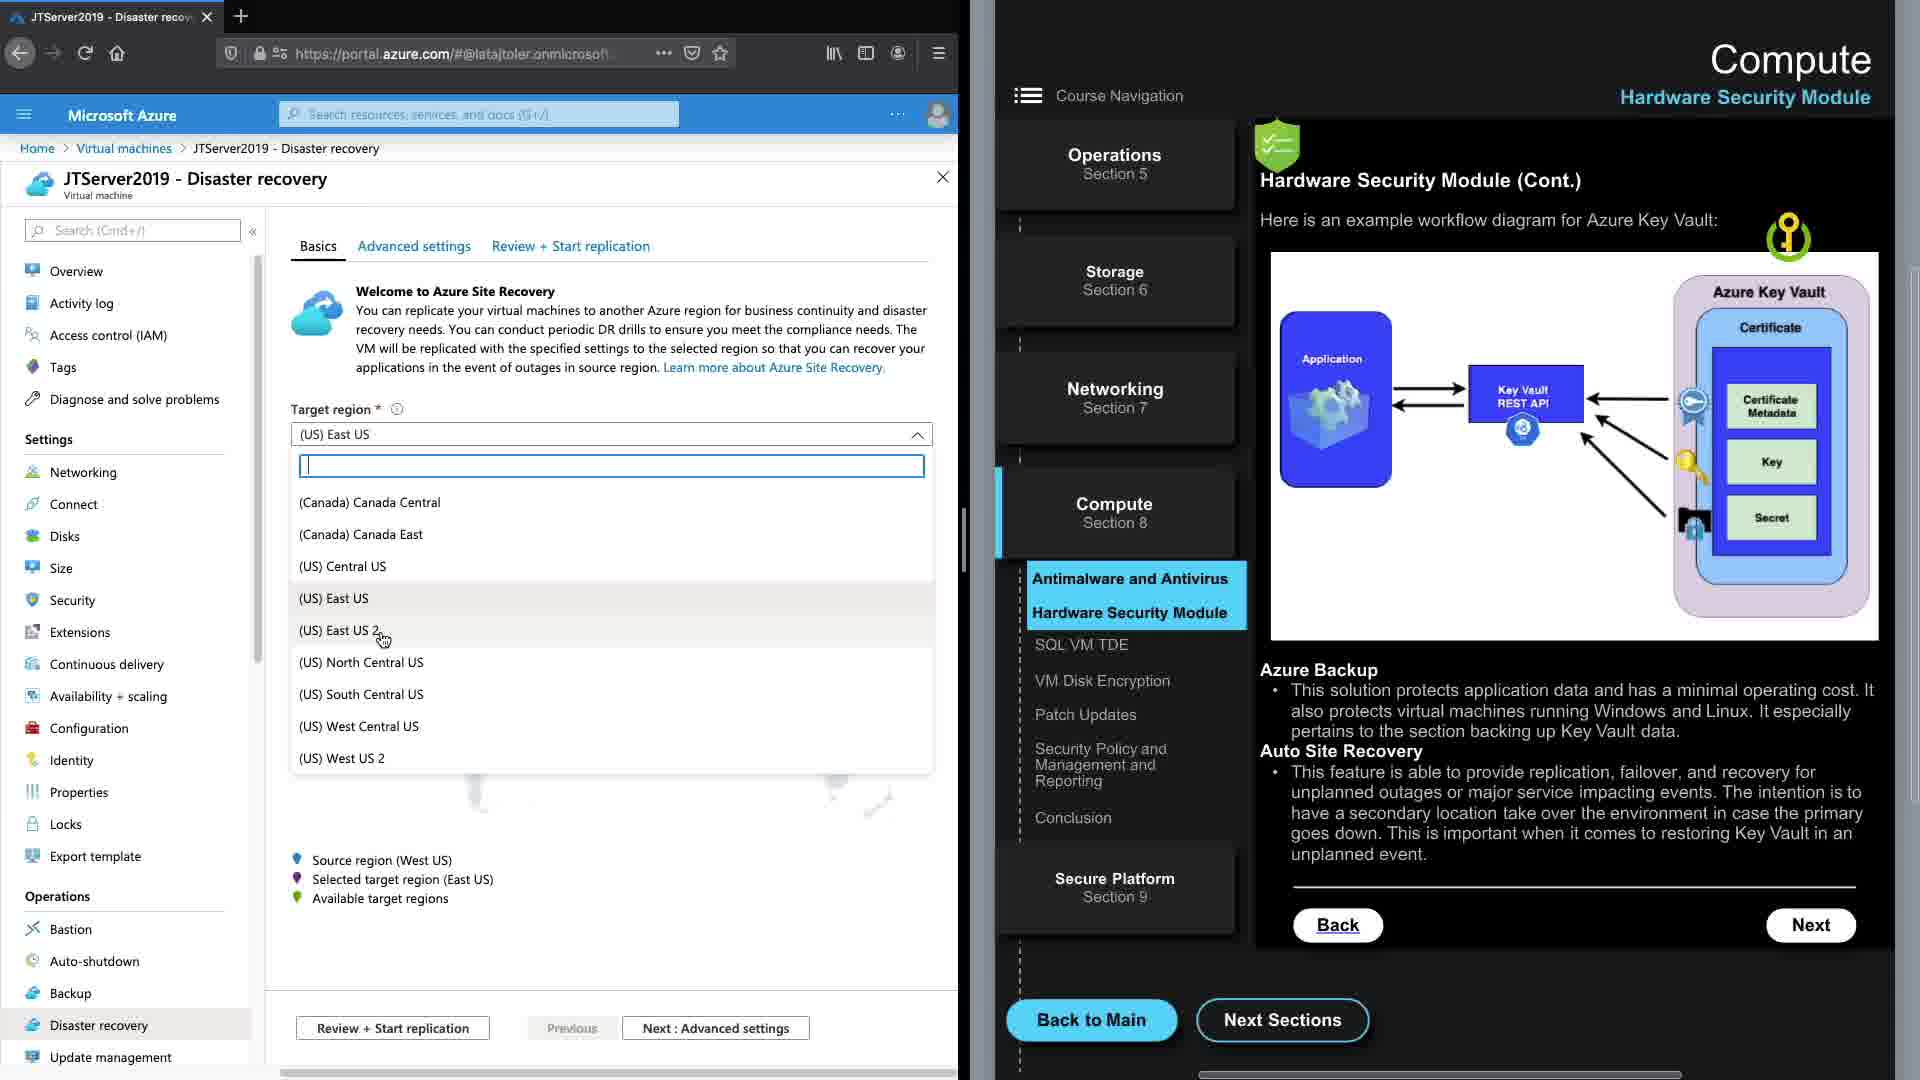 JTServer2019 - Disaster recov
https://portal.azure.com/#@latajtoler.onmicrosoft
Microsoft Azure
Search resources, services, and docs (G+/)
Home > Virtual machines > JTServer2019 - Disaster recovery
JTServer2019 - Disaster recovery
Virtual machine
Search (Cmd+/)
Overview
Activity log
Access control (IAM)
Tags
Diagnose and solve problems
Settings
Networking
Connect
Disks
Size
Security
Extensions
Continuous delivery
Availability + scaling
Configuration
Identity
Properties
Locks
Export template
Operations
Bastion
Auto-shutdown
Backup
Disaster recovery
Update management
Basics
Advanced settings
Review + Start replication
Welcome to Azure Site Recovery
You can replicate your virtual machines to another Azure region for business continuity and disaster
recovery needs. You can conduct periodic DR drills to ensure you meet the compliance needs. The
VM will be replicated with the specified settings to the selected region so that you can recover your
applications in the event of outages in source region. Learn more about Azure Site Recovery.
Target region *
(US) East US
(Canada) Canada Central
(Canada) Canada East
(US) Central US
(US) East US
(US) East US 2
(US) North Central US
(US) South Central US
(US) West Central US
(US) West US 2
Source region (West US)
Selected target region (East US)
Available target regions
Review + Start replication
Previous
Next : Advanced settings
Compute
Hardware Security Module
Course Navigation
Operations
Section 5
Storage
Section 6
Networking
Section 7
Compute
Section 8
Antimalware and Antivirus
Hardware Security Module
SQL VM TDE
VM Disk Encryption
Patch Updates
Security Policy and
Management and
Reporting
Conclusion
Secure Platform
Section 9
Back to Main
Next Sections
Hardware Security Module (Cont.)
Here is an example workflow diagram for Azure Key Vault:
Application
Key Vault
REST API
Azure Key Vault
Certificate
Certificate
Metadata
Key
Secret
Azure Backup
• This solution protects application data and has a minimal operating cost. It
also protects virtual machines running Windows and Linux. It especially
pertains to the section backing up Key Vault data.
Auto Site Recovery
• This feature is able to provide replication, failover, and recovery for
unplanned outages or major service impacting events. The intention is to
have a secondary location take over the environment in case the primary
goes down. This is important when it comes to restoring Key Vault in an
unplanned event.
Back
Next